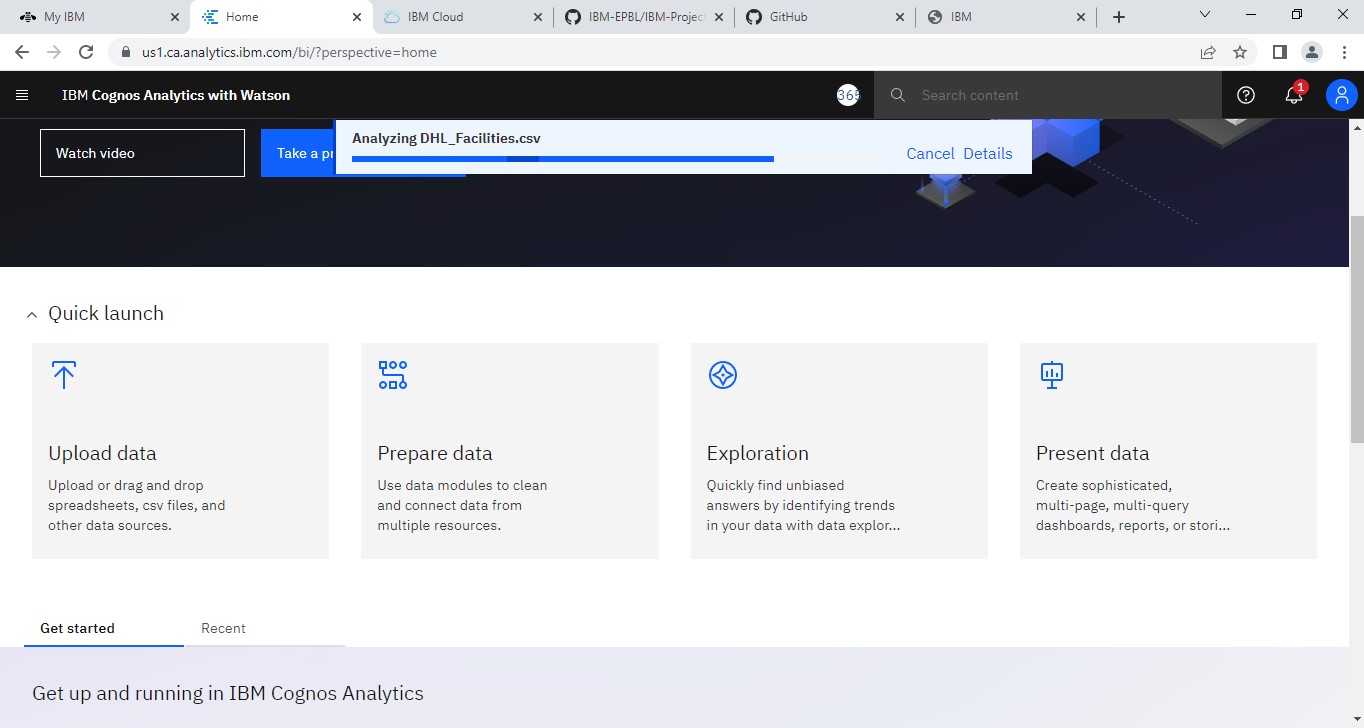 My IBM
Home
IBM Cloud
IBM-EPBL/IBM-Project
GitHub
IBM
us1.ca.analytics.ibm.com/bi/?perspective=home
IBM Cognos Analytics with Watson
365
Search content
1
Watch video
Take a pr
Analyzing DHL_Facilities.csv
Cancel Details
Quick launch
Upload data
Upload or drag and drop
spreadsheets, csv files, and
other data sources.
Prepare data
Use data modules to clean
and connect data from
multiple resources.
Exploration
Quickly find unbiased
answers by identifying trends
in your data with data explor...
Present data
Create sophisticated,
multi-page, multi-query
dashboards, reports, or stori...
Get started
Recent
Get up and running in IBM Cognos Analytics